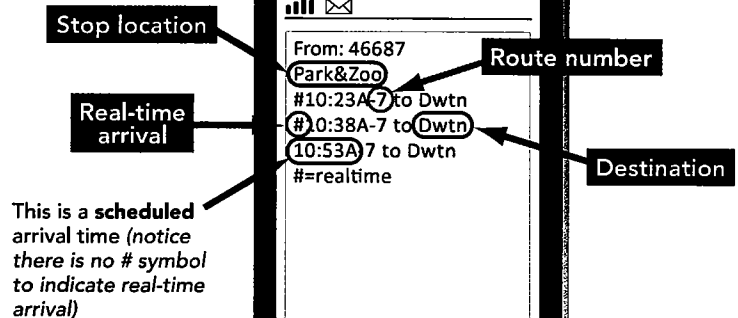 Stop location
From: 46687
Park&Zoo
Route number
#10:23A-7 to Dwtn
Real-time
arrival
#10:38A-7 to Dwtn
10:53A-7 to Dwtn
Destination
#=realtime
This is a scheduled
arrival time (notice
there is no # symbol
to indicate real-time
arrival)